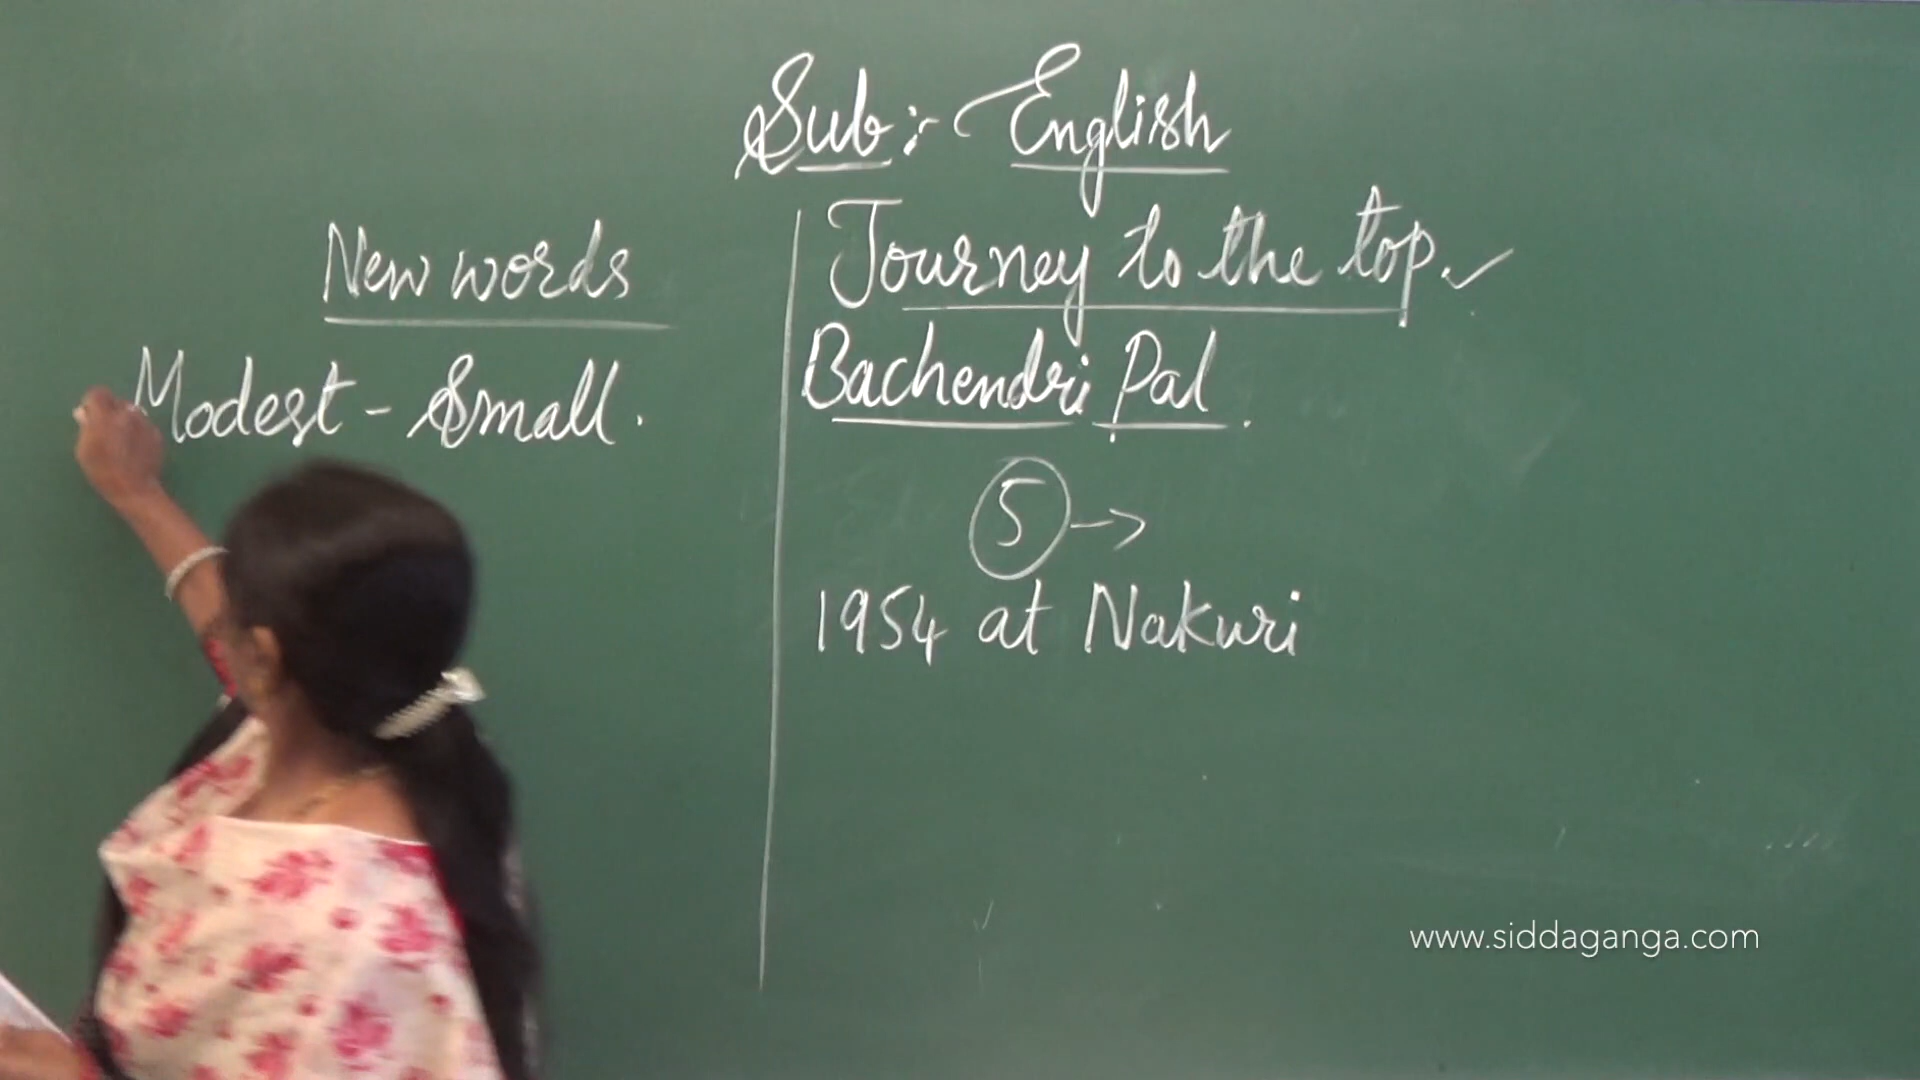 Sub:- English
New words
Modest - Small.
Journey to the top.
Bachendri Pal.
5 →
1954 at Nakuri
www.siddaganga.com